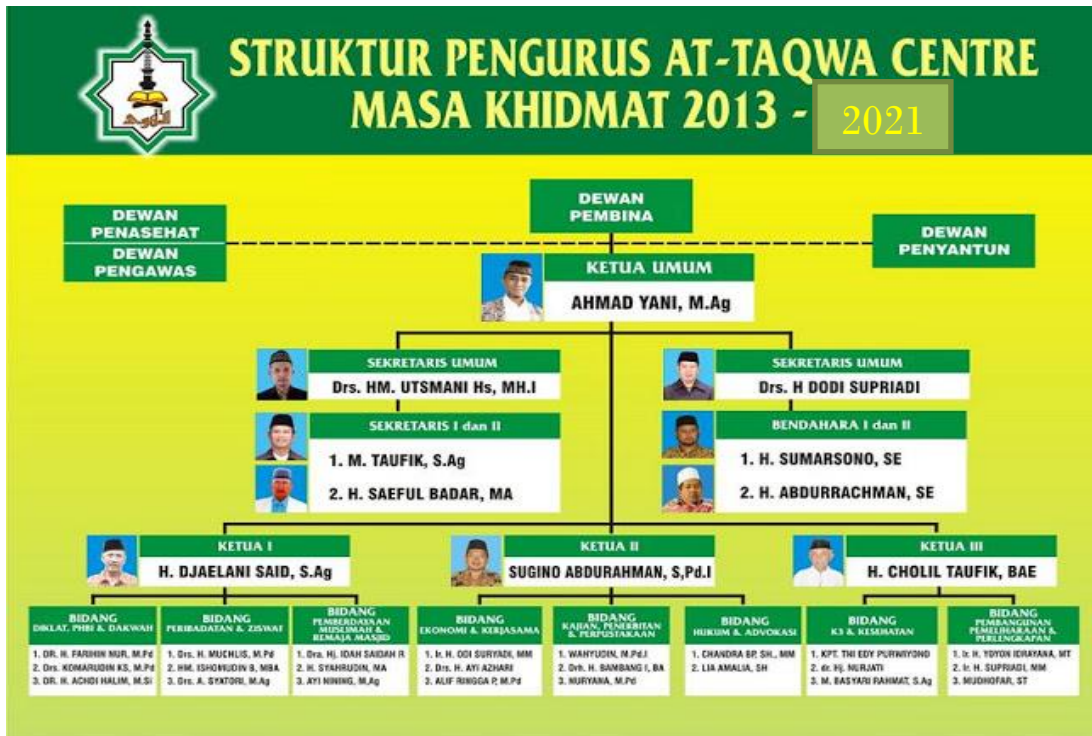 STRUKTUR PENGURUS AT-TAQWA CENTRE
MASA KHIDMAT 2013 - 2021
DEWAN
PEMBINA
DEWAN
PENASEHAT
DEWAN
PENGAWAS
DEWAN
PENYANTUN
KETUA UMUM
AHMAD YANI, M.Ag
SEKRETARIS UMUM
Drs. HM. UTSMANI Hs, MH.I
SEKRETARIS UMUM
Drs. H DODI SUPRIADI
SEKRETARIS I dan II
1. M. TAUFIK, S.Ag
2. H. SAEFUL BADAR, MA
BENDAHARA I dan II
1. H. SUMARSONO, SE
2. H. ABDURRACHMAN, SE
KETUA I
H. DJAELANI SAID, S.Ag
KETUA II
SUGINO ABDURAHMAN, S,Pd.I
KETUA III
H. CHOLIL TAUFIK, BAE
BIDANG
DIKLAT, PHBI & DAKWAH
1. DR. H. FARIHIN NUR, M.Pd
2. Drs. KOMARUDIN KS, M.Pd
3. DR. H. ACHDI HALIM, M.Si
BIDANG
PERIBADATAN & ZISWAF
1. Drs. H. MUCHLIS, M.Pd
2. HM. ISHOMUDIN B, MBA
3. Drs. A. SYATORI, M.Ag
BIDANG
PEMBERDAYAAN
MUSLIMAH &
REMAJA MASJID
1. Dra. Hj. IDAH SAIDAH R
2. H. SYAHRUDIN, MA
3. AYI NINING, M.Ag
BIDANG
EKONOMI & KERJASAMA
1. Ir. H. ODI SURYADI, MM
2. Drs. H. AYI AZHARI
2. ALIF RINGGA P, M.Pd
BIDANG
KAJIAN, PENERBITAN
& PERPUSTAKAAN
1. WAHYUDIN, M.Pd.I
2. Drh. H. BAMBANG I, BA
3. NURYANA, M.Pd
BIDANG
HUKUM & ADVOKASI
1. CHANDRA BP, SH., MM
2. LIA AMALIA, SH
BIDANG
K3 & KESEHATAN
1. KPT. TNI EDY PURWIYONO
2. dr. Hj. NURJATI
3. M. BASYARI RAHMAT, S.Ag
BIDANG
PEMBANGUNAN
PEMELIHARAAN &
PERLENGKAPAN
1. Ir. H. YOYON IDRAYANA, MT
2. Ir. H. SUPRIADI, MM
3. MUDHOFAR, ST